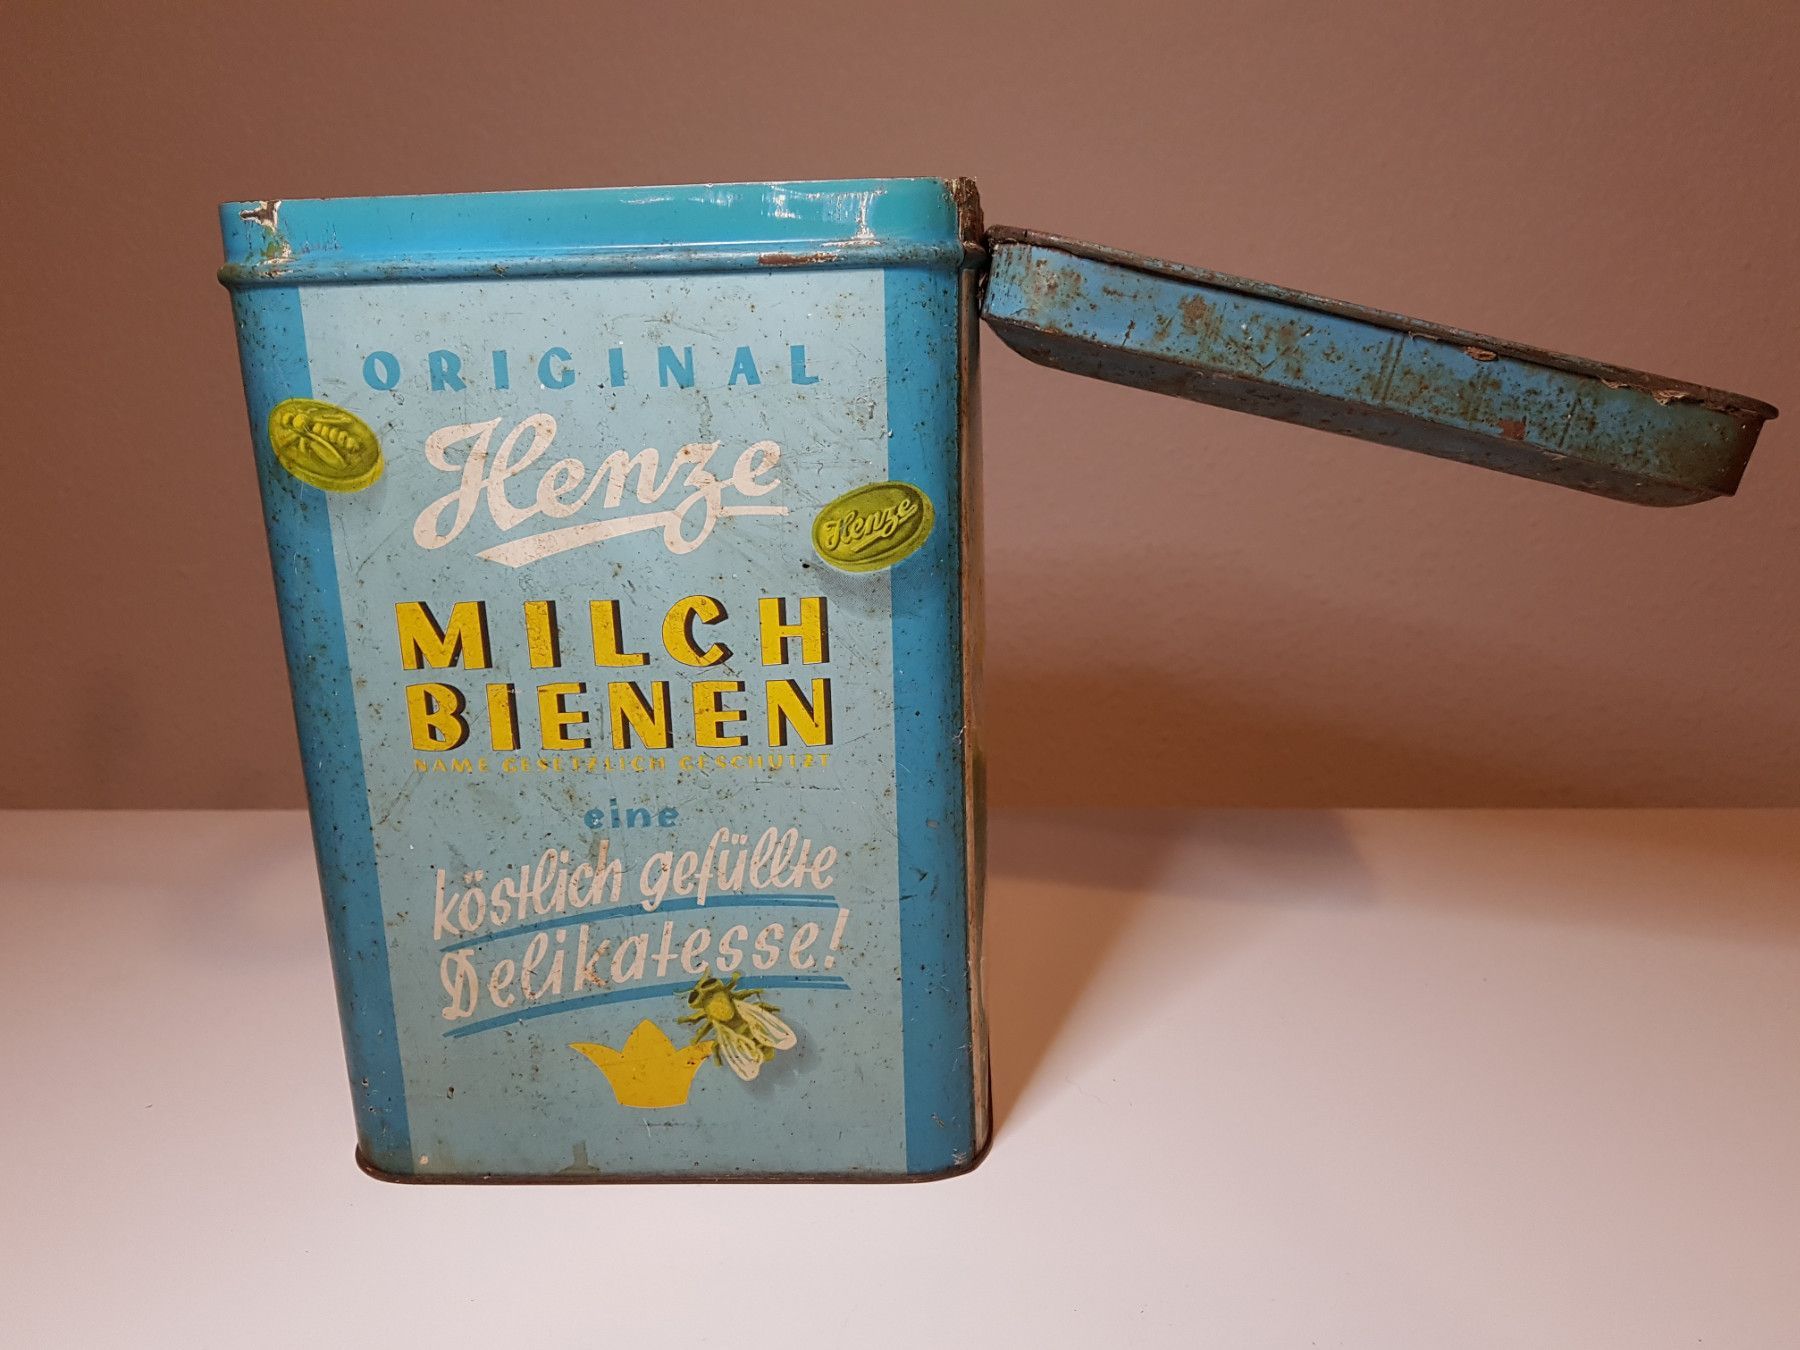 ORIGINAL
Henze
Henze
MILCH
BIENEN
NAME GESETZLICH GESCHÜTZT
eine
köstlich gefüllte
Delikatesse!